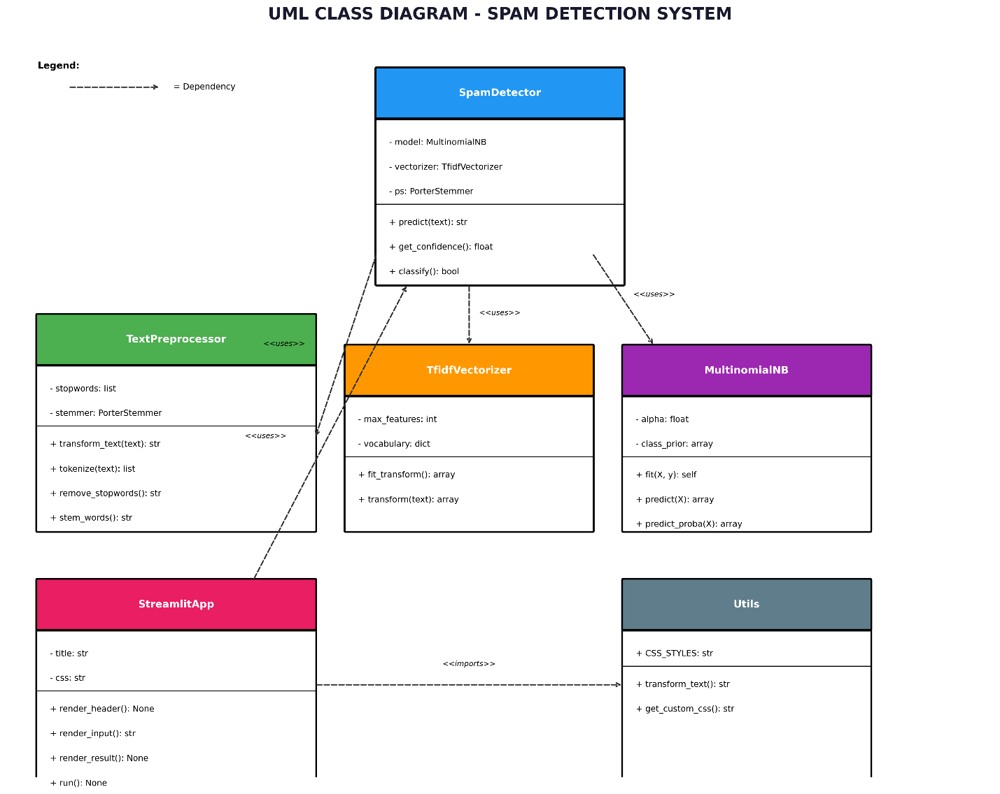 UML CLASS DIAGRAM - SPAM DETECTION SYSTEM
Legend:
= Dependency
SpamDetector
- model: MultinomialNB
- vectorizer: TfidfVectorizer
- ps: PorterStemmer
+ predict(text): str
+ get_confidence(): float
+ classify(): bool
<<uses>>
<<uses>>
TextPreprocessor
<<uses>>
- stopwords: list
- stemmer: PorterStemmer
<<uses>>
+ transform_text(text): str
+ tokenize(text): list
+ remove_stopwords(): str
+ stem_words(): str
TfidfVectorizer
- max_features: int
- vocabulary: dict
+ fit_transform(): array
+ transform(text): array
MultinomialNB
- alpha: float
- class_prior: array
+ fit(X, y): self
+ predict(X): array
+ predict_proba(X): array
StreamlitApp
- title: str
- css: str
+ render_header(): None
+ render_input(): str
+ render_result(): None
+ run(): None
<<imports>>
Utils
+ CSS_STYLES: str
+ transform_text(): str
+ get_custom_css(): str